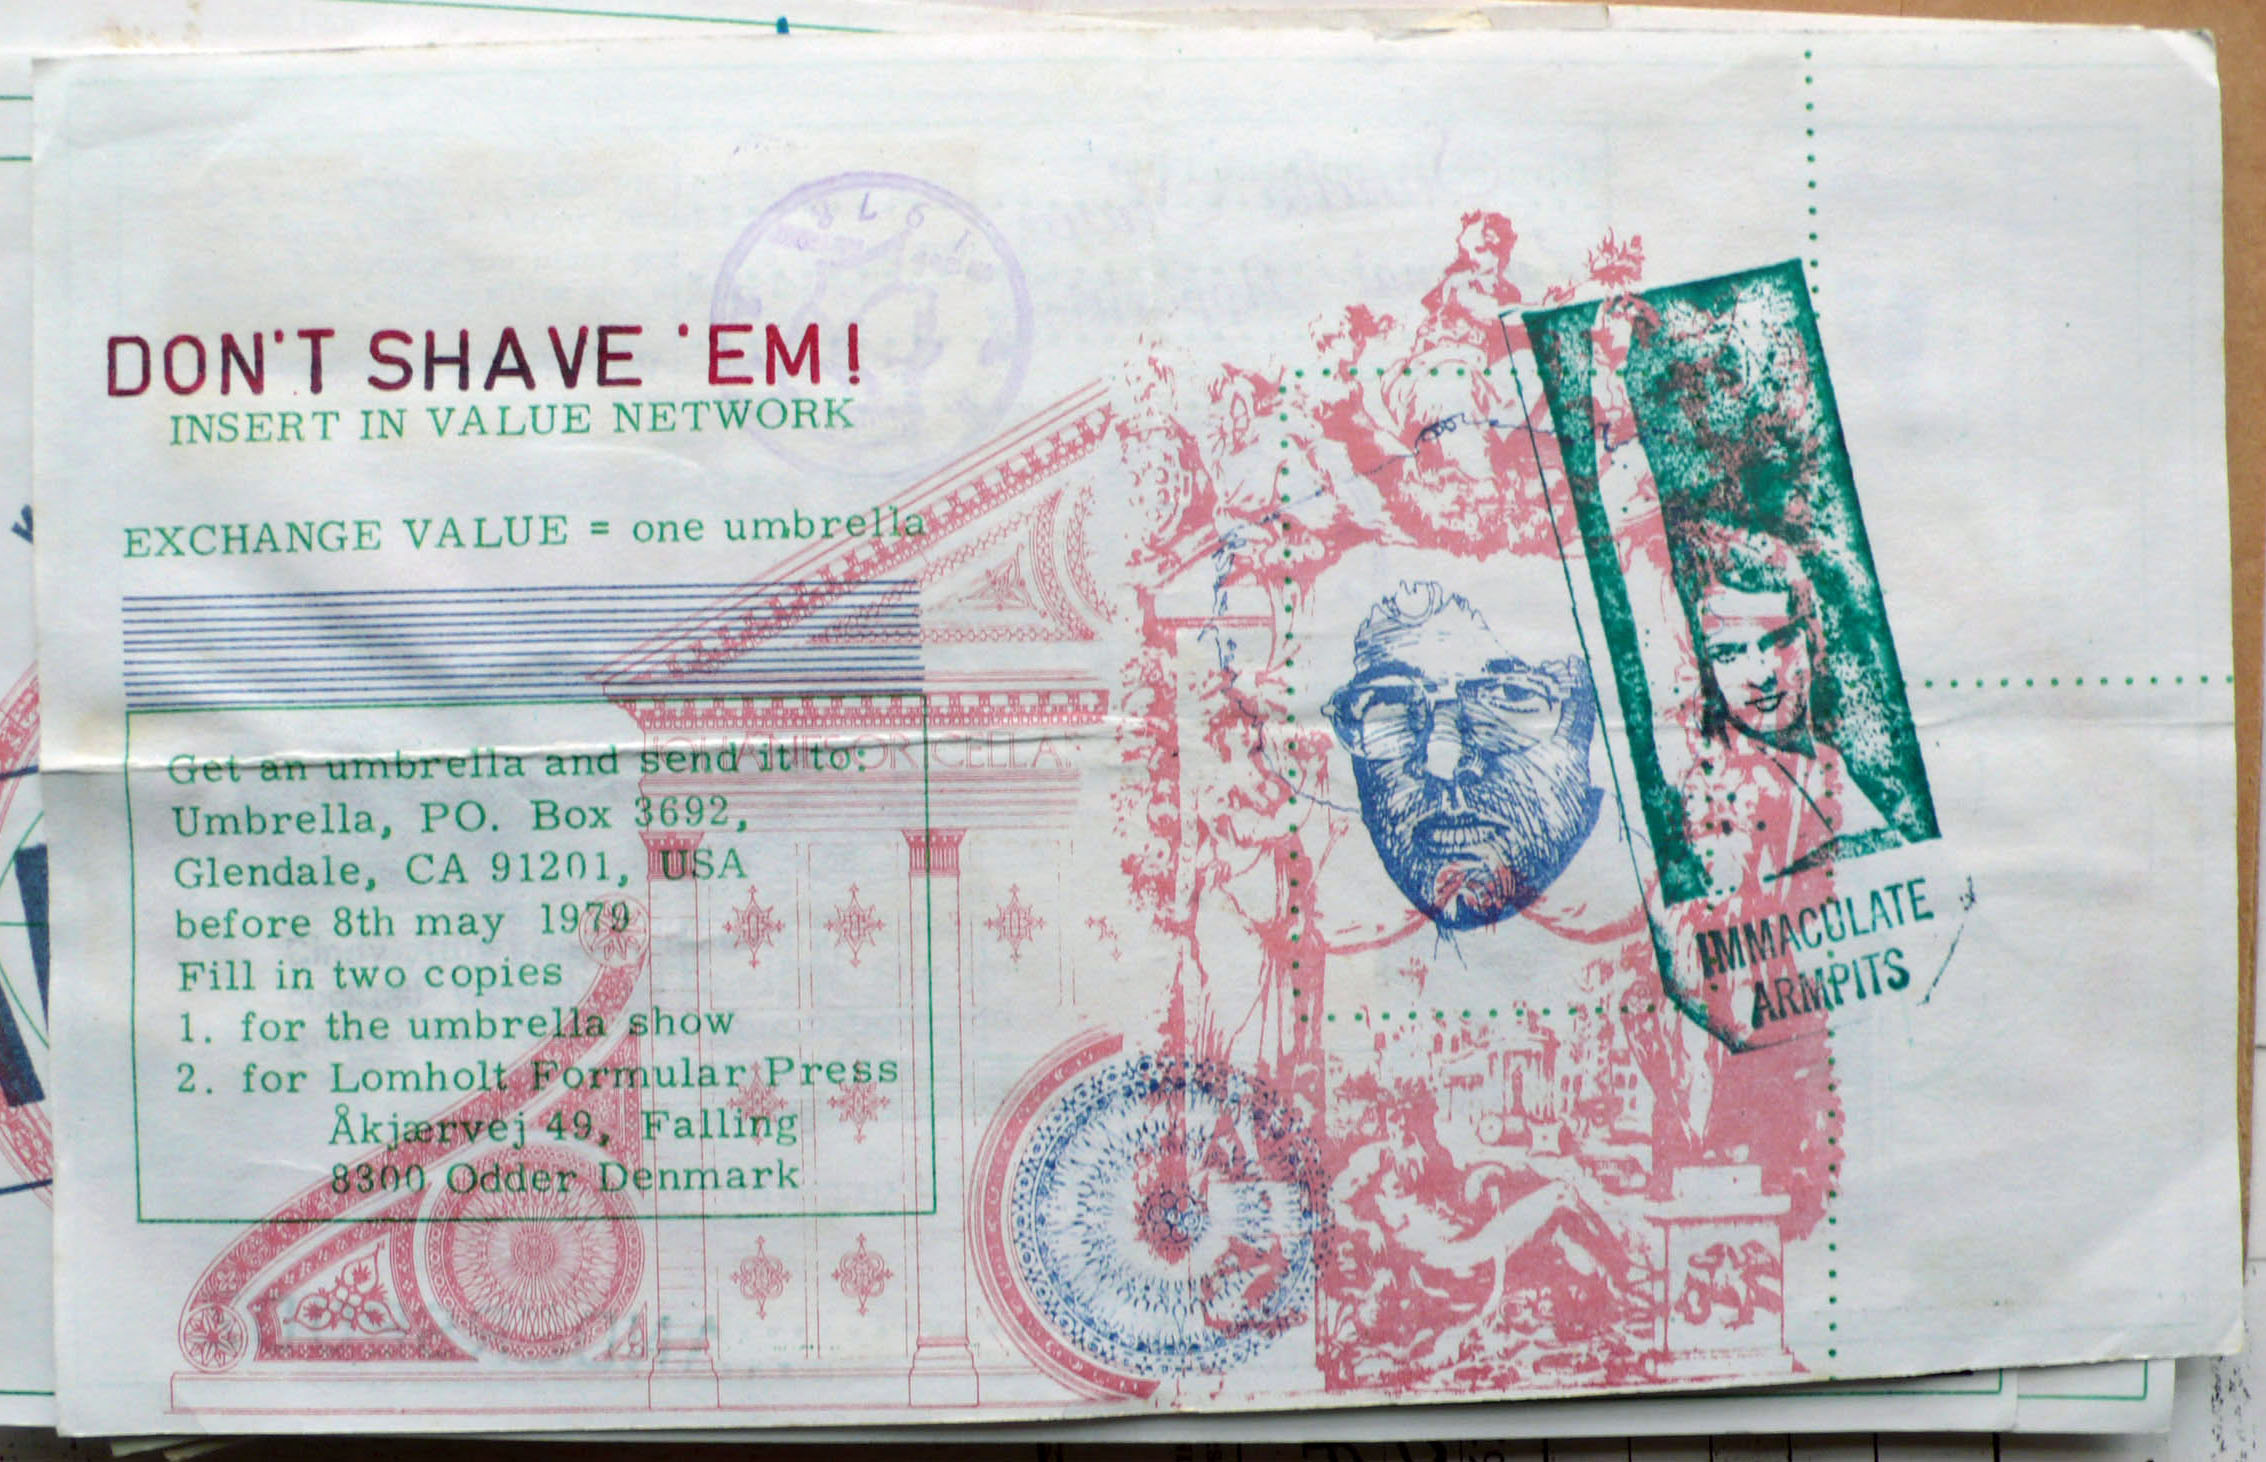 DON'T SHAVE 'EM!
INSERT IN VALUE NETWORK
EXCHANGE VALUE = one umbrella
Get an umbrella and send it to:
Umbrella, PO. Box 3692,
Glendale, CA 91201, USA
before 8th may 1979
Fill in two copies
1. for the umbrella show
2. for Lomholt Formular Press
Åkjærvej 49, Falling
8300 Odder Denmark
IMMACULATE
ARMPITS
1978